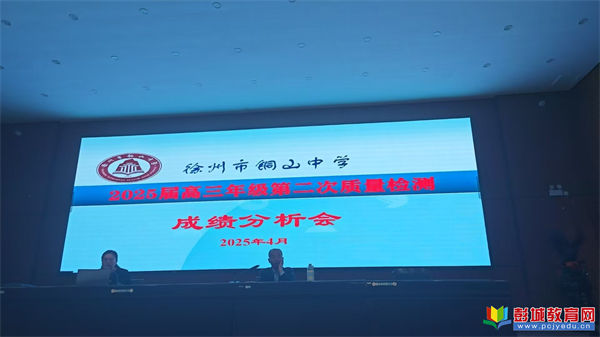 徐州市铜山中学
2025届高三年级第二次质量检测
成绩分析会
2025年4月
彭城教育网
www.pcjyedu.cn